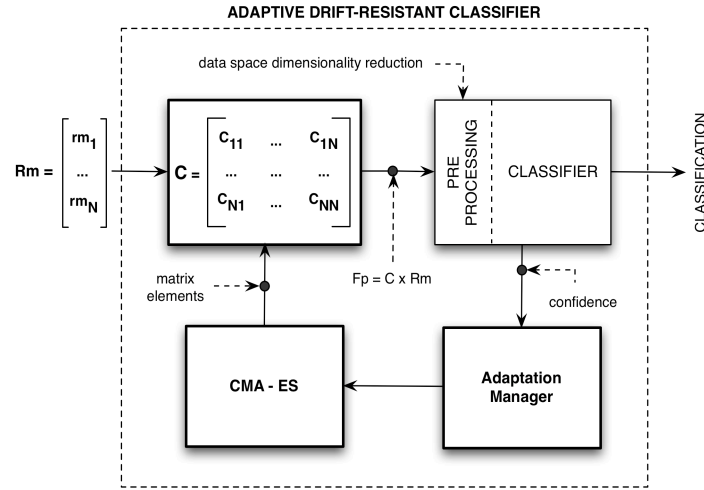 ADAPTIVE DRIFT-RESISTANT CLASSIFIER
data space dimensionality reduction
Rm =
rm1
...
rmN
C =
C11 ... C1N
... ... ...
CN1 ... CNN
PRE
PROCESSING
CLASSIFIER
CLASSIFICATION
Fp = C x Rm
matrix
elements
confidence
CMA - ES
Adaptation
Manager